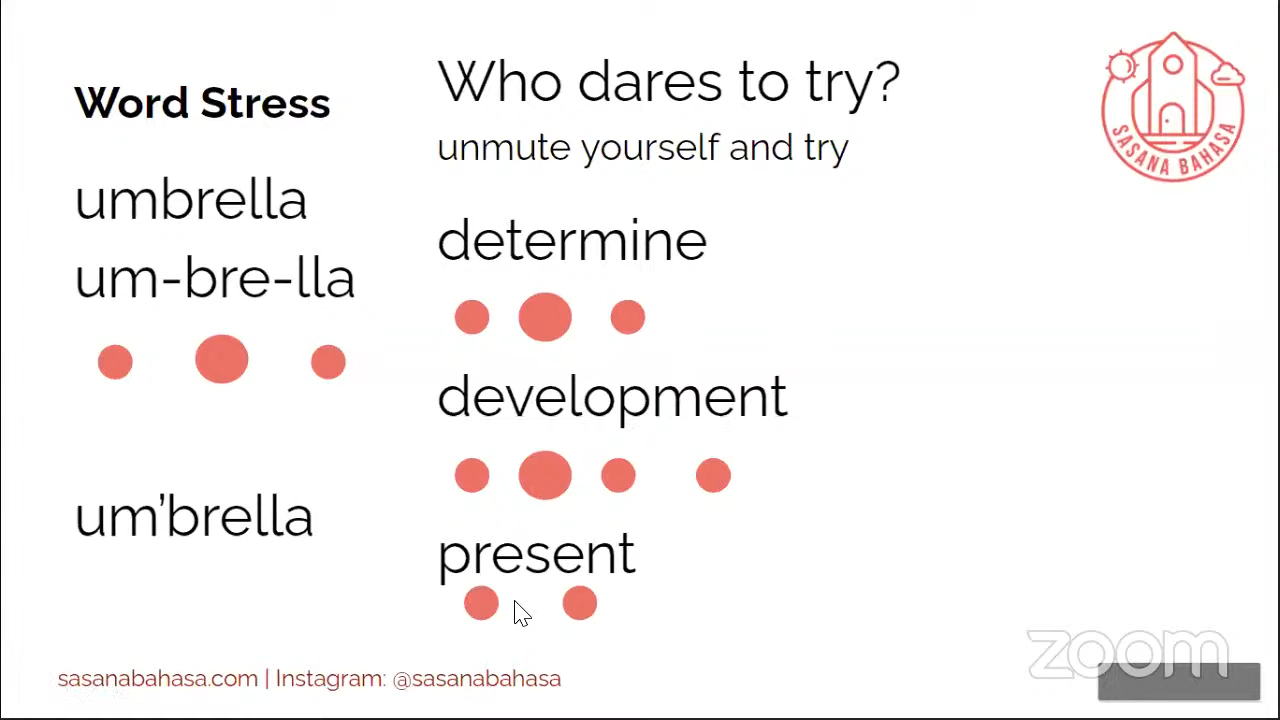 Word Stress
umbrella
um-bre-lla
um’brella
Who dares to try?
unmute yourself and try
determine
development
present
SASANA BAHASA
sasanabahasa.com | Instagram: @sasanabahasa
zoom